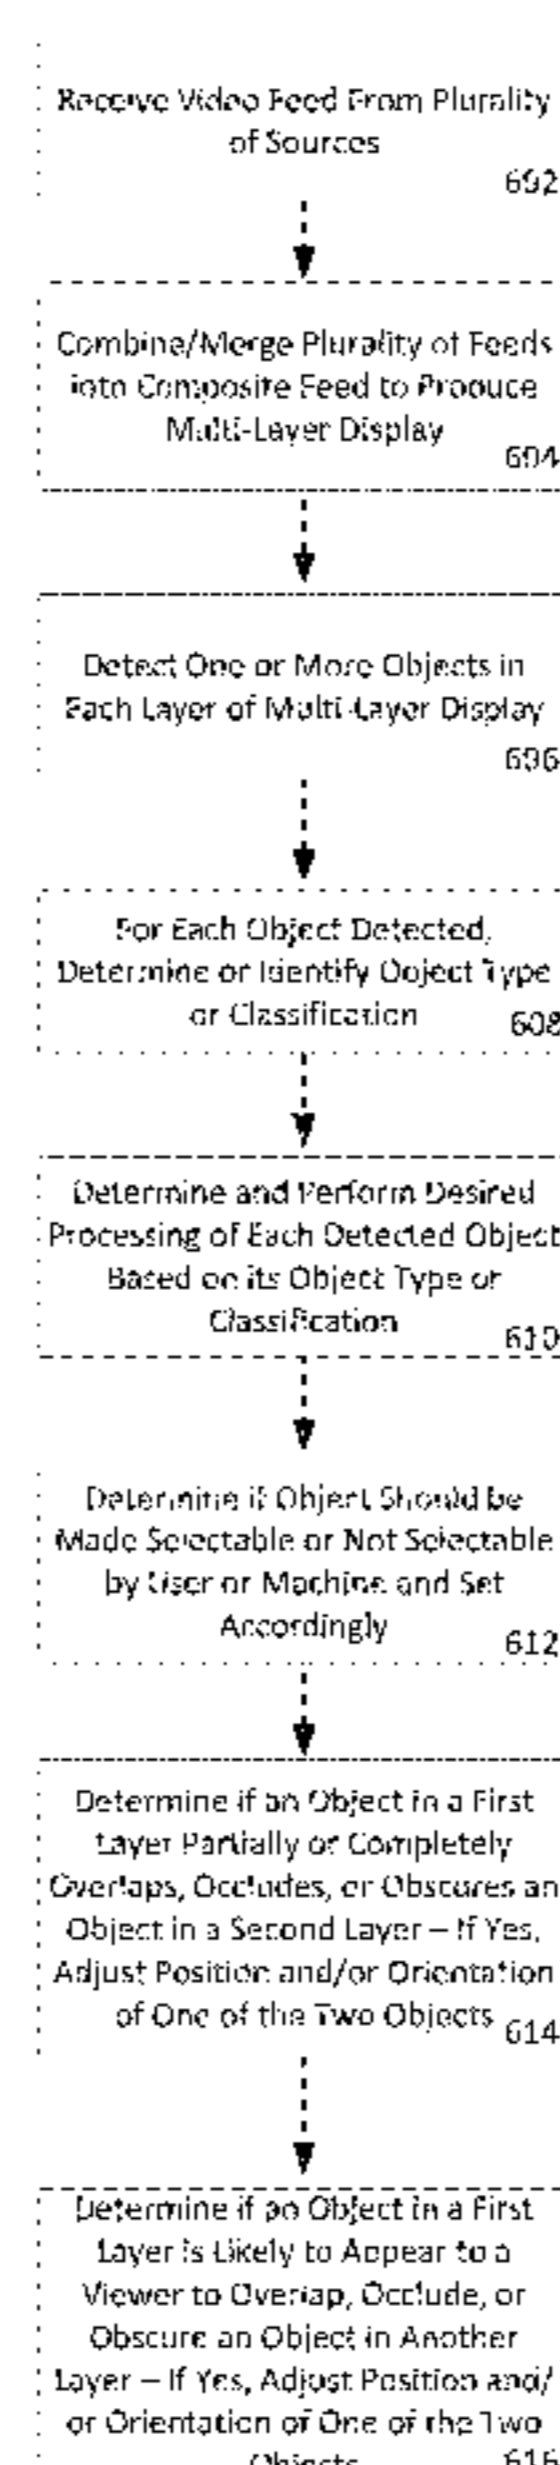 Receive Video Feed From Plurality
of Sources
692
Combine/Merge Plurality of Feeds
into Composite Feed to Produce
Multi-Layer Display
694
Detect One or More Objects in
Each Layer of Multi-Layer Display
696
For Each Object Detected,
Determine or Identify Object Type
or Classification
608
Determine and Perform Desired
Processing of Each Detected Object
Based on its Object Type or
Classification
610
Determine if Object Should be
Made Selectable or Not Selectable
by User or Machine and Set
Accordingly
612
Determine if an Object in a First
Layer Partially or Completely
Overlaps, Occludes, or Obscures an
Object in a Second Layer – If Yes,
Adjust Position and/or Orientation
of One of the Two Objects
614
Determine if an Object in a First
Layer is Likely to Appear to a
Viewer to Overlap, Occlude, or
Obscure an Object in Another
Layer – If Yes, Adjust Position and/
or Orientation of One of the Two
Objects
616